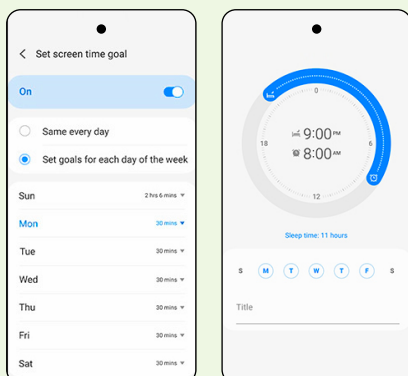 Set screen time goal
On
Same every day
Set goals for each day of the week
Sun 2 hrs 6 mins
Mon 30 mins
Tue 30 mins
Wed 30 mins
Thu 30 mins
Fri 30 mins
Sat 30 mins
0
9:00 PM
18 6
8:00 AM
12
Sleep time: 11 hours
S M T W T F S
Title